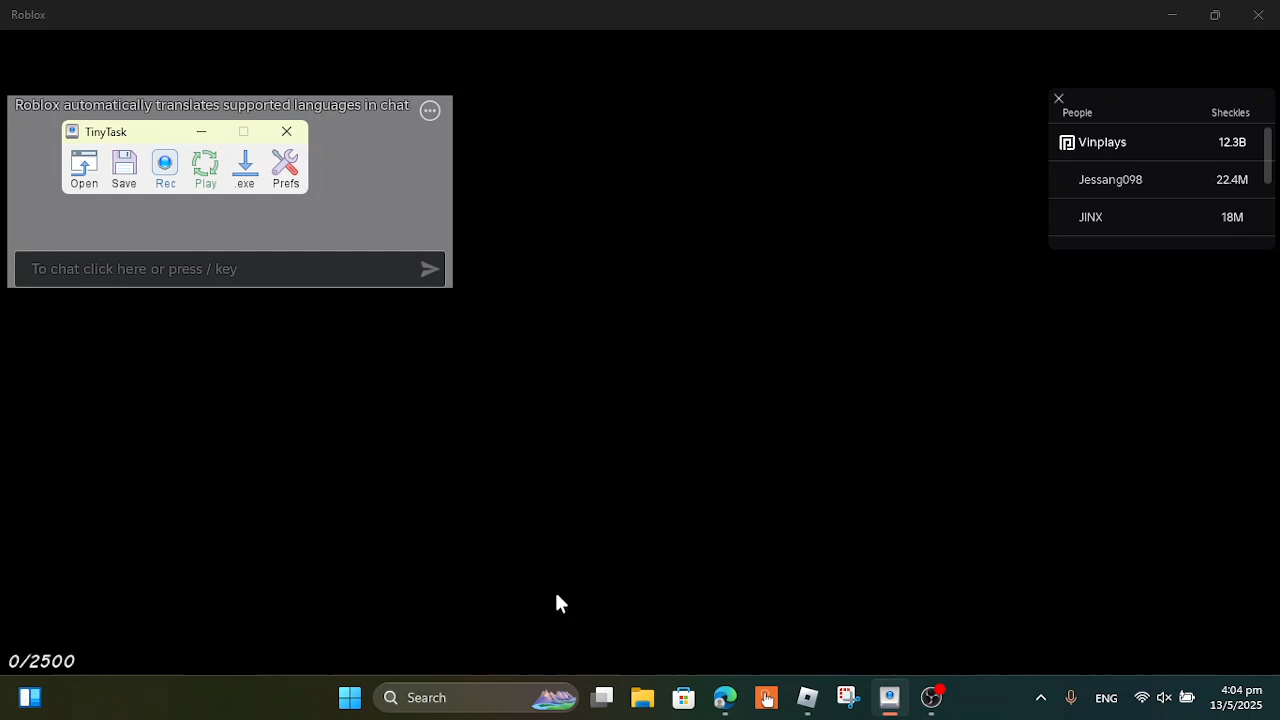 Roblox
Roblox automatically translates supported languages in chat
TinyTask
Open Save Rec Play .exe Prefs
To chat click here or press / key
People Sheckles
Vinplays 12.3B
Jessang098 22.4M
JINX 18M
0/2500
Search
ENG
4:04 pm
13/5/2025